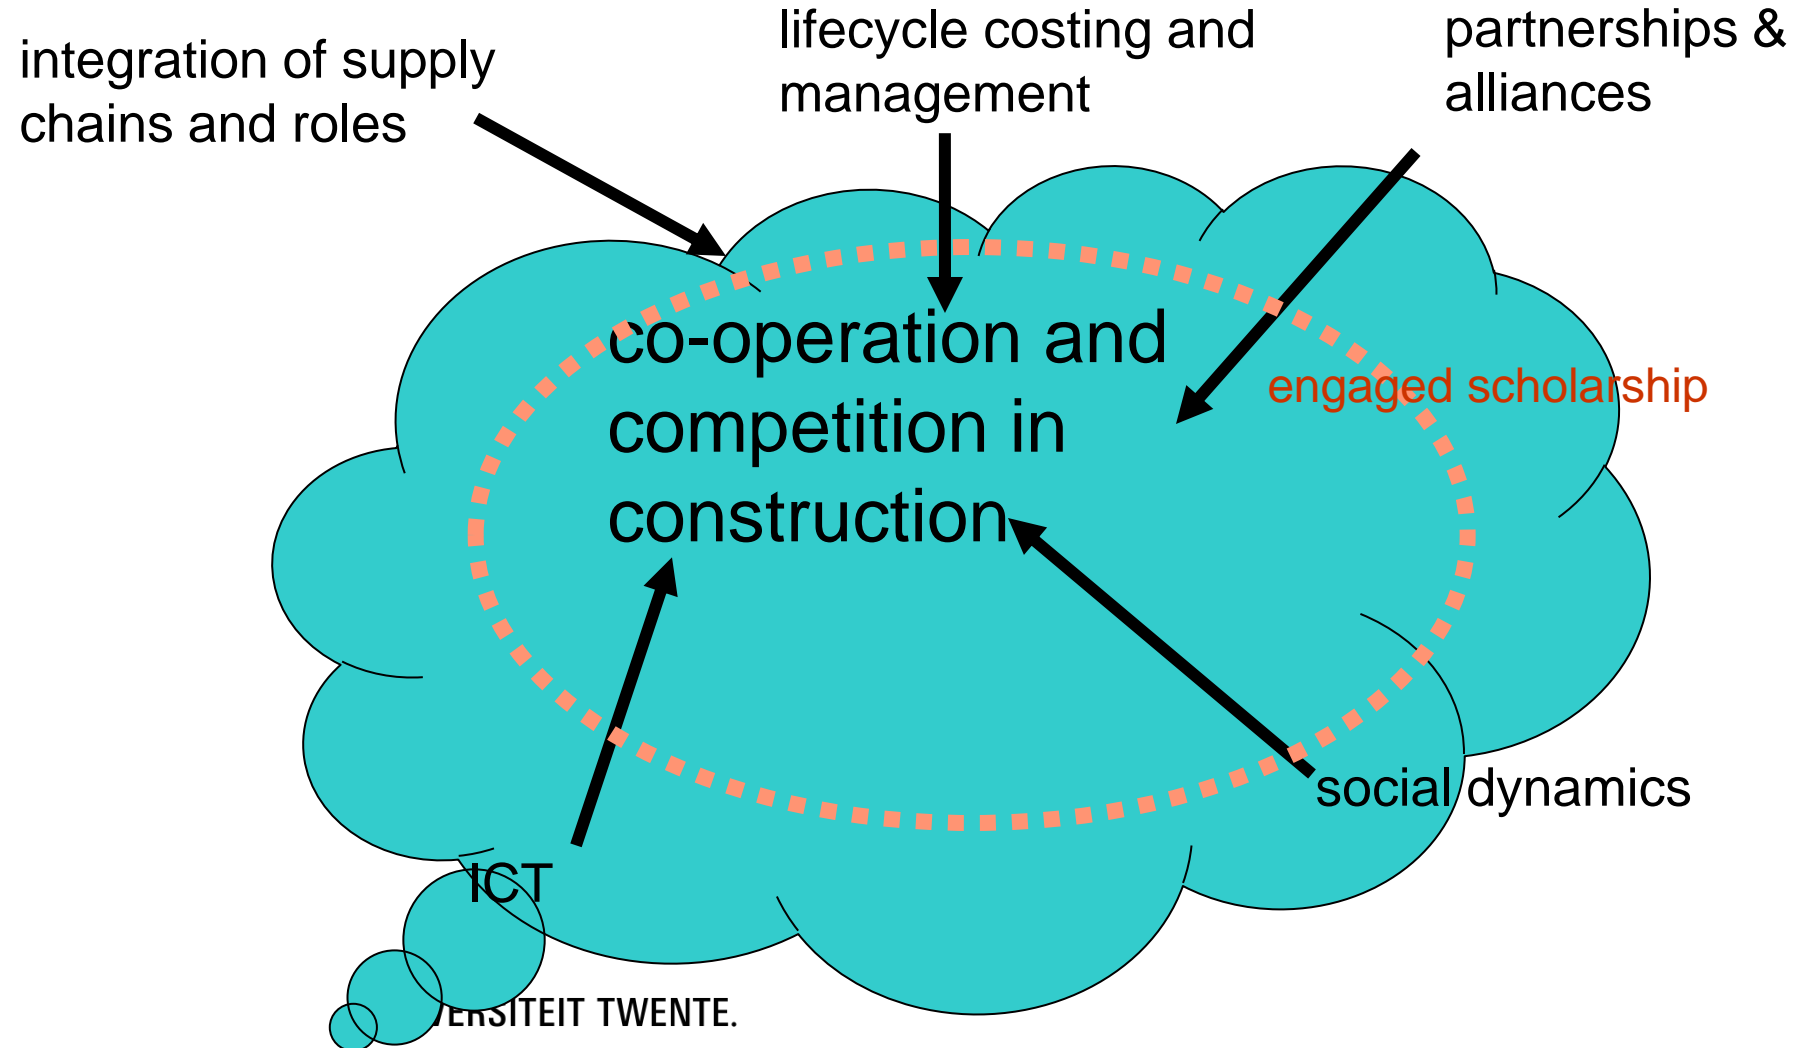 integration of supply
chains and roles
lifecycle costing and
management
partnerships &
alliances
co-operation and
competition in
construction
engaged scholarship
social dynamics
ICT
VERSITEIT TWENTE.